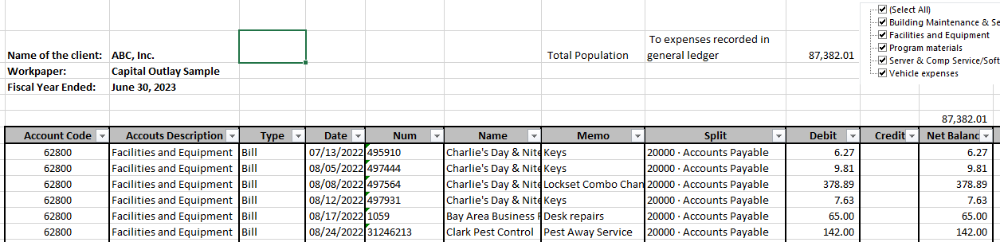 (Select All)
Building Maintenance & Se
Facilities and Equipment
Program materials
Server & Comp Service/Soft
Vehicle expenses
To expenses recorded in
Name of the client: ABC, Inc. Total Population general ledger 87,382.01
Workpaper: Capital Outlay Sample
Fiscal Year Ended: June 30, 2023
87,382.01
Account Code Accouts Description Type Date Num Name Memo Split Debit Credit Net Balanc
62800 Facilities and Equipment Bill 07/13/2022 495910 Charlie's Day & Nite Keys 20000 · Accounts Payable 6.27 6.27
62800 Facilities and Equipment Bill 08/05/2022 497444 Charlie's Day & Nite Keys 20000 · Accounts Payable 9.81 9.81
62800 Facilities and Equipment Bill 08/08/2022 497564 Charlie's Day & Nite Lockset Combo Chan 20000 · Accounts Payable 378.89 378.89
62800 Facilities and Equipment Bill 08/12/2022 497931 Charlie's Day & Nite Keys 20000 · Accounts Payable 7.63 7.63
62800 Facilities and Equipment Bill 08/17/2022 1059 Bay Area Business F Desk repairs 20000 · Accounts Payable 65.00 65.00
62800 Facilities and Equipment Bill 08/24/2022 31246213 Clark Pest Control Pest Away Service 20000 · Accounts Payable 142.00 142.00